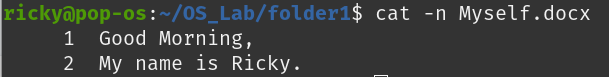 ricky@pop-os:~/OS_Lab/folder1$ cat -n Myself.docx
     1  Good Morning,
     2  My name is Ricky.